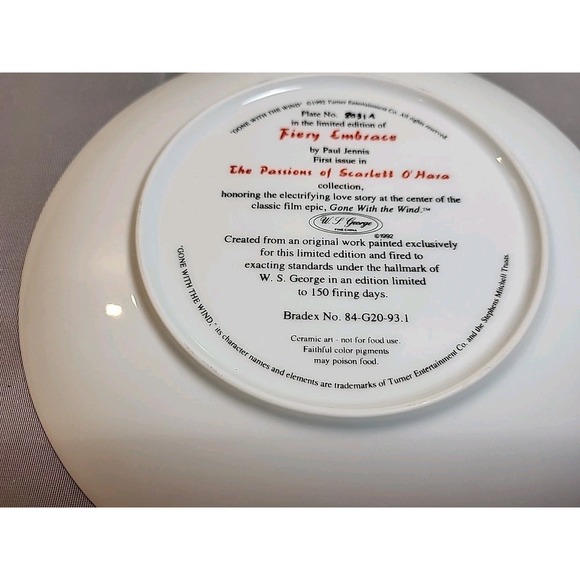 "GONE WITH THE WIND" ©1992 Turner Entertainment Co. All rights reserved
Plate No. 8031A
in the limited edition of
Fiery Embrace
by Paul Jennis
First issue in
The Passions of Scarlett O'Hara
collection,
honoring the electrifying love story at the center of the
classic film epic, Gone With the Wind.™
W. S. George
FINE CHINA
©1992
Created from an original work painted exclusively
for this limited edition and fired to
exacting standards under the hallmark of
W. S. George in an edition limited
to 150 firing days.
Bradex No. 84-G20-93.1
Ceramic art - not for food use.
Faithful color pigments
may poison food.
"GONE WITH THE WIND," its character names and elements are trademarks of Turner Entertainment Co. and the Stephens Mitchell Trusts